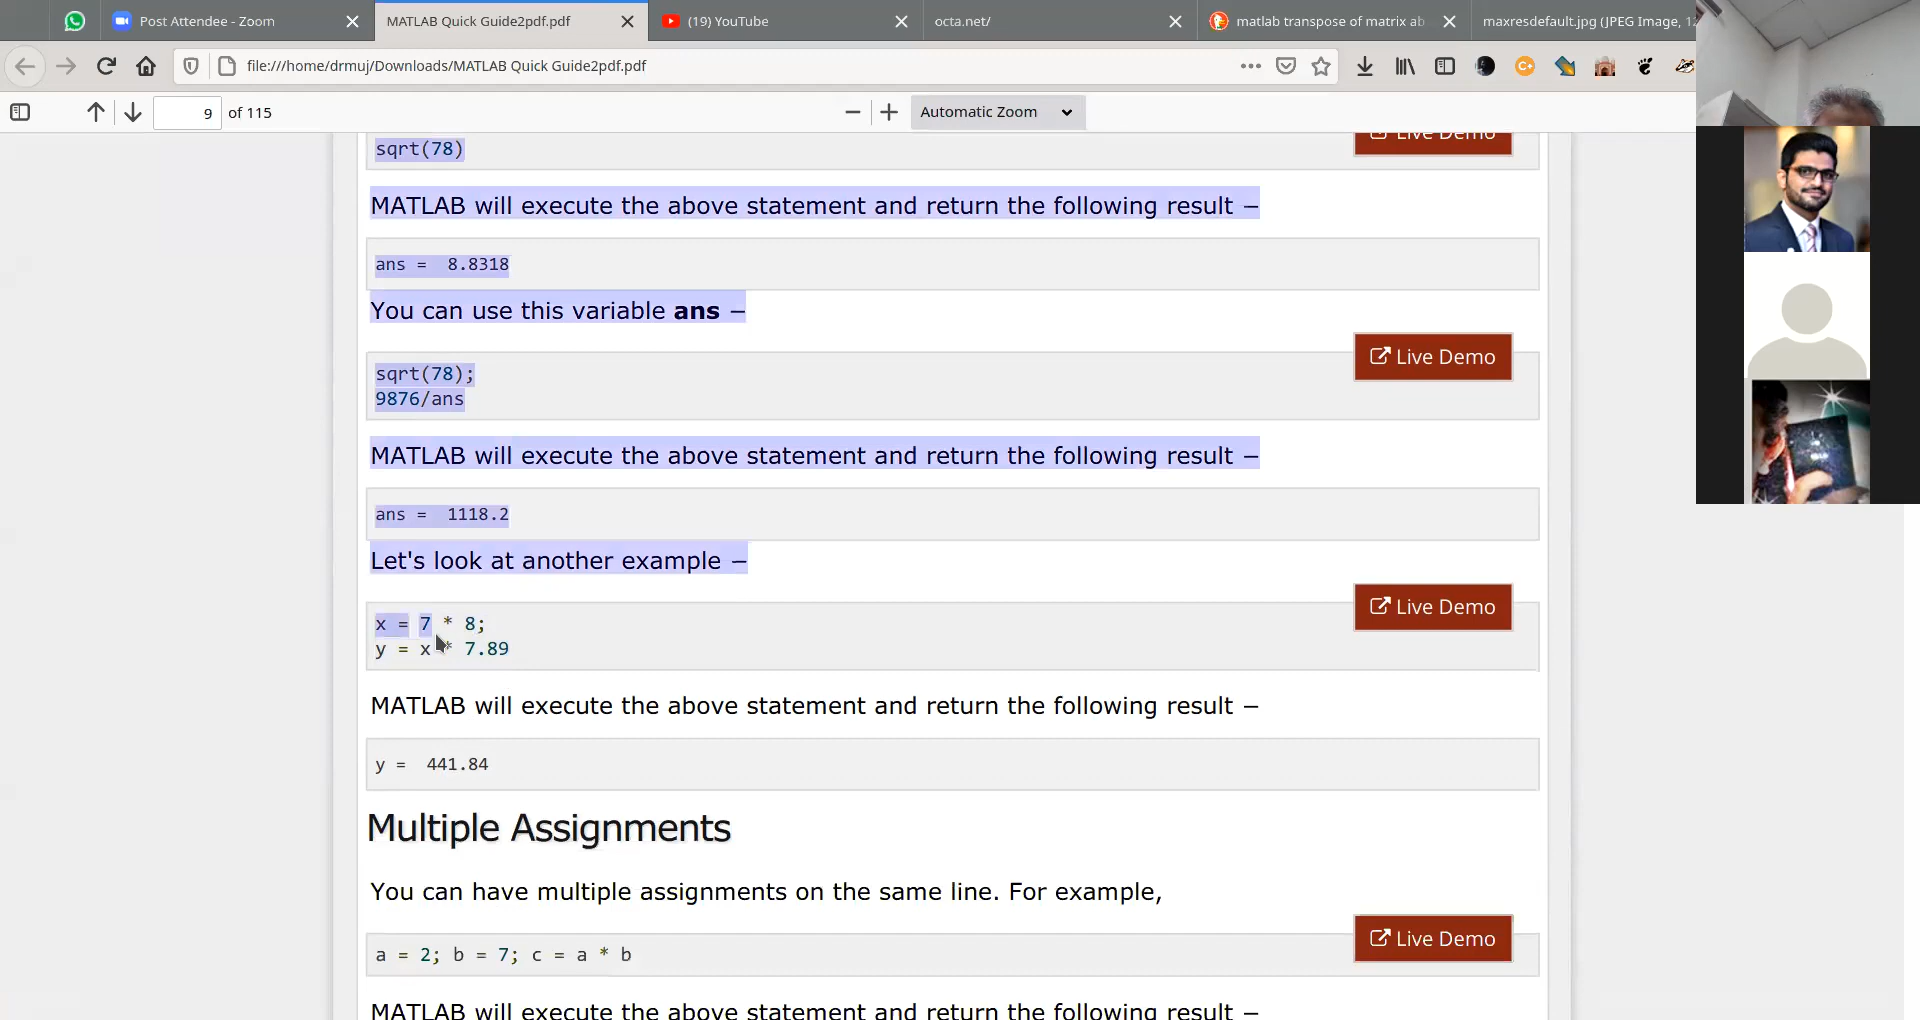 Post Attendee - Zoom
MATLAB Quick Guide2pdf.pdf
(19) YouTube
octa.net/
matlab transpose of matrix ab
maxresdefault.jpg (JPEG Image, 12
file:///home/drmuj/Downloads/MATLAB Quick Guide2pdf.pdf
9 of 115
Automatic Zoom
sqrt(78)
Live Demo
MATLAB will execute the above statement and return the following result −
ans = 8.8318
You can use this variable ans −
Live Demo
sqrt(78);
9876/ans
MATLAB will execute the above statement and return the following result −
ans = 1118.2
Let's look at another example −
Live Demo
x = 7 * 8;
y = x * 7.89
MATLAB will execute the above statement and return the following result −
y = 441.84
Multiple Assignments
You can have multiple assignments on the same line. For example,
Live Demo
a = 2; b = 7; c = a * b
MATLAB will execute the above statement and return the following result −